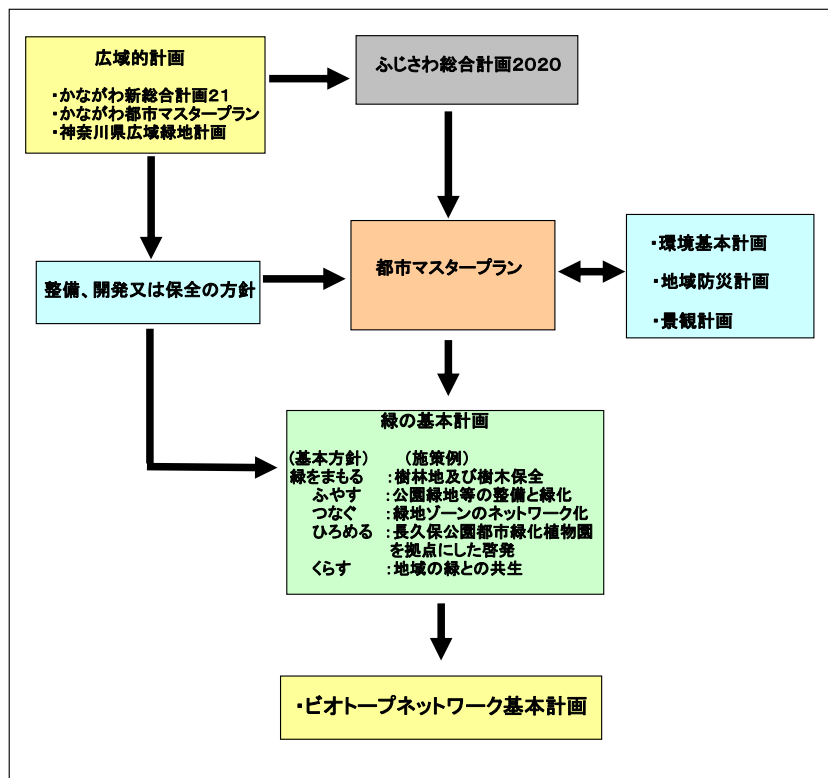 広域的計画
・かながわ新総合計画21
・かながわ都市マスタープラン
・神奈川県広域緑地計画
ふじさわ総合計画2020
整備、開発又は保全の方針
都市マスタープラン
・環境基本計画
・地域防災計画
・景観計画
緑の基本計画
(基本方針) (施策例)
緑をまもる :樹林地及び樹木保全
ふやす :公園緑地等の整備と緑化
つなぐ :緑地ゾーンのネットワーク化
ひろめる :長久保公園都市緑化植物園
を拠点にした啓発
くらす :地域の緑との共生
・ビオトープネットワーク基本計画